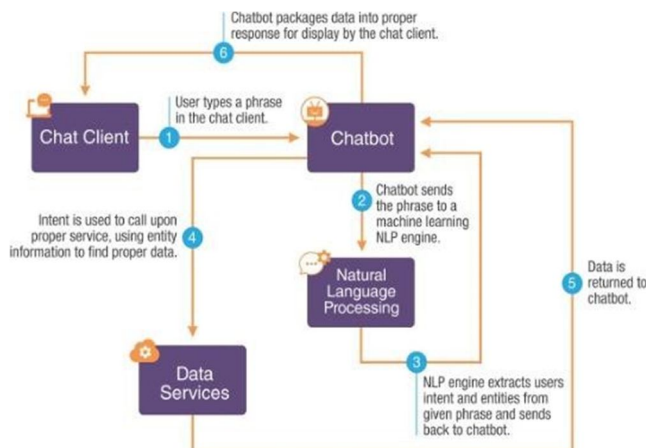 Chatbot packages data into proper
response for display by the chat client.
6
Chat Client
User types a phrase
in the chat client.
1
Chatbot
Chatbot sends
the phrase to a
machine learning
NLP engine.
2
Intent is used to call upon
proper service, using entity
information to find proper data.
4
Natural
Language
Processing
5
Data is
returned to
chatbot.
3
Data
Services
NLP engine extracts users
intent and entities from
given phrase and sends
back to chatbot.